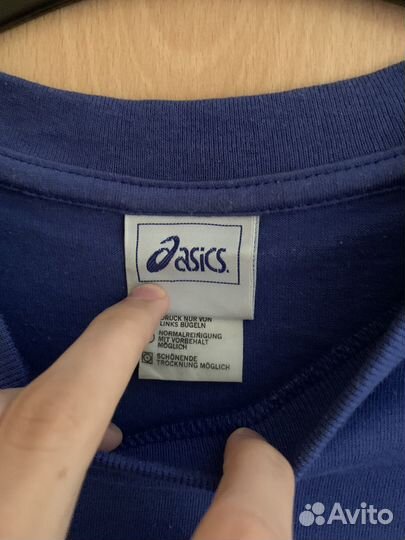 asics.
DRUCK NUR VON
LINKS BÜGELN
NORMALREINIGUNG
MIT VORBEHALT
MÖGLICH
SCHONENDE
TROCKNUNG MÖGLICH
Avito